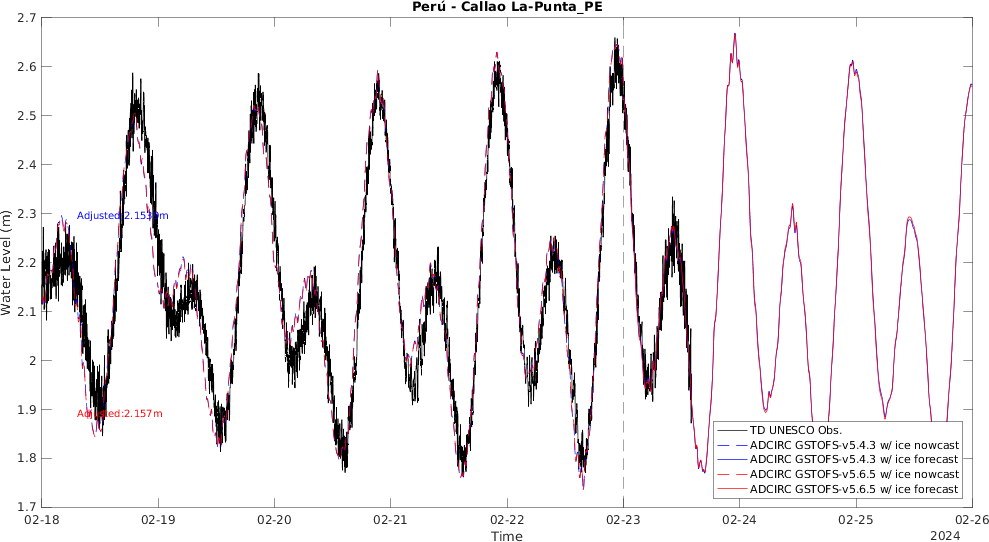 Perú - Callao La-Punta_PE
2.7
2.6
2.5
2.4
2.3
2.2
2.1
2
1.9
1.8
1.7
Water Level (m)
Adjusted:2.1539m
Adjusted:2.157m
TD UNESCO Obs.
ADCIRC GSTOFS-v5.4.3 w/ ice nowcast
ADCIRC GSTOFS-v5.4.3 w/ ice forecast
ADCIRC GSTOFS-v5.6.5 w/ ice nowcast
ADCIRC GSTOFS-v5.6.5 w/ ice forecast
02-18 02-19 02-20 02-21 02-22 02-23 02-24 02-25 02-26
Time
2024